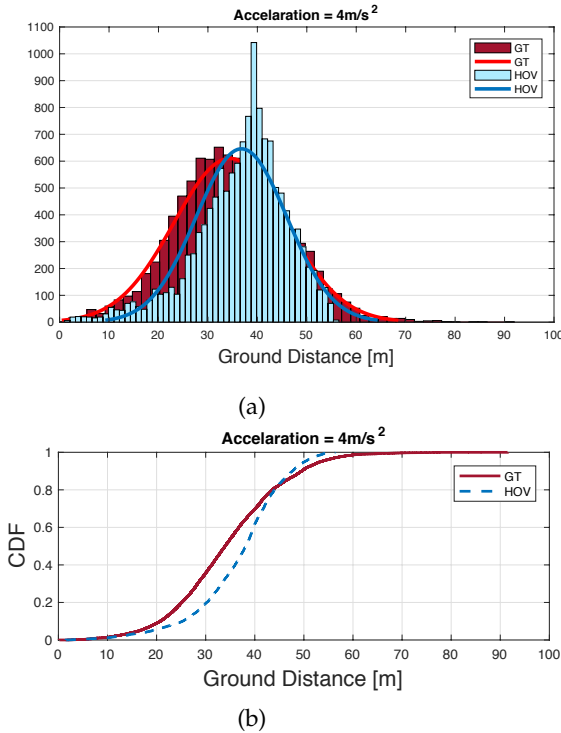 Accelaration = 4m/s²
1100
1000
900
800
700
600
500
400
300
200
100
0
0 10 20 30 40 50 60 70 80 90 100
Ground Distance [m]
GT
GT
HOV
HOV
(a)
Accelaration = 4m/s²
CDF
1
0.8
0.6
0.4
0.2
0
0 10 20 30 40 50 60 70 80 90 100
Ground Distance [m]
GT
HOV
(b)